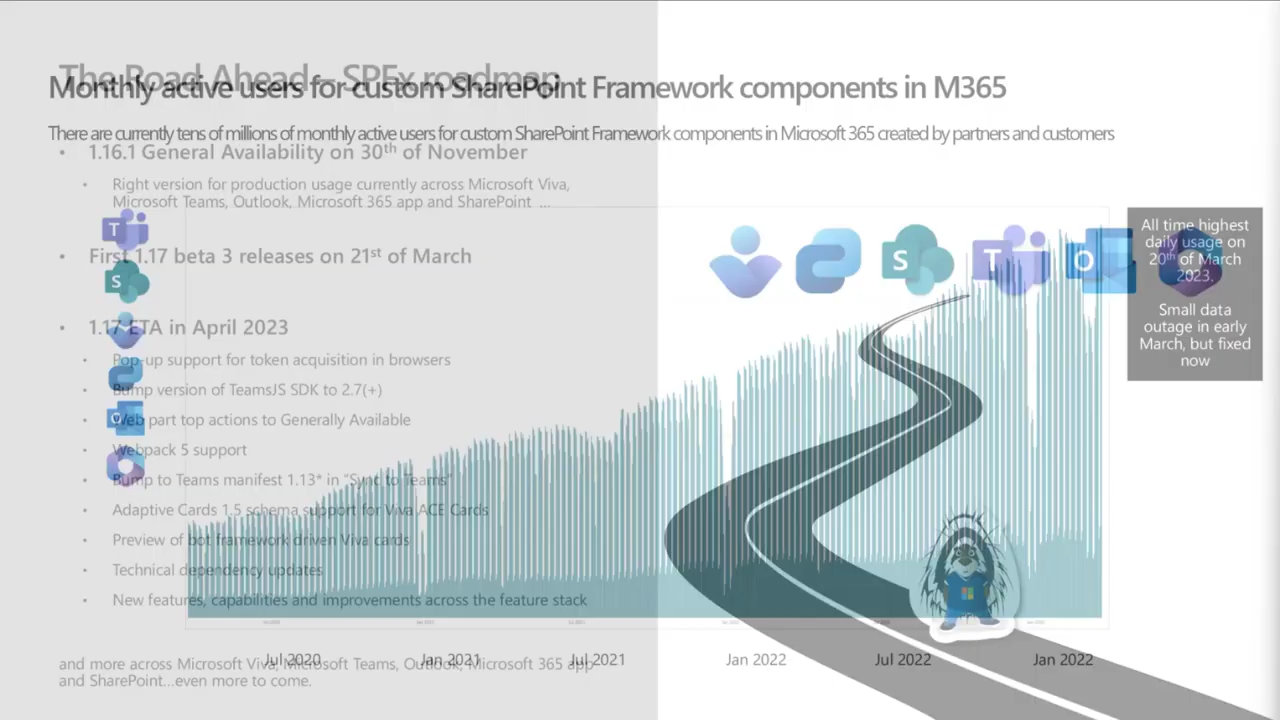 The Road Ahead – SPFx roadmap
Monthly active users for custom SharePoint Framework components in M365
There are currently tens of millions of monthly active users for custom SharePoint Framework components in Microsoft 365 created by partners and customers
• 1.16.1 General Availability on 30th of November
• Right version for production usage currently across Microsoft Viva,
Microsoft Teams, Outlook, Microsoft 365 app and SharePoint ...
• First 1.17 beta 3 releases on 21st of March
• 1.17 ETA in April 2023
• Pop-up support for token acquisition in browsers
• Bump version of TeamsJS SDK to 2.7(+)
• Web part top actions to Generally Available
• Webpack 5 support
• Bump to Teams manifest 1.13* in "Sync to Teams"
• Adaptive Cards 1.5 schema support for Viva ACE Cards
• Preview of bot framework driven Viva cards
• Technical dependency updates
• New features, capabilities and improvements across the feature stack
and more across Microsoft Viva, Microsoft Teams, Outlook, Microsoft 365 app
and SharePoint...even more to come.
T
S
O
S
T
O
All time highest
daily usage on
20th of March
2023.
Small data
outage in early
March, but fixed
now
Jul 2020
Jan 2021
Jul 2021
Jan 2022
Jul 2022
Jan 2022